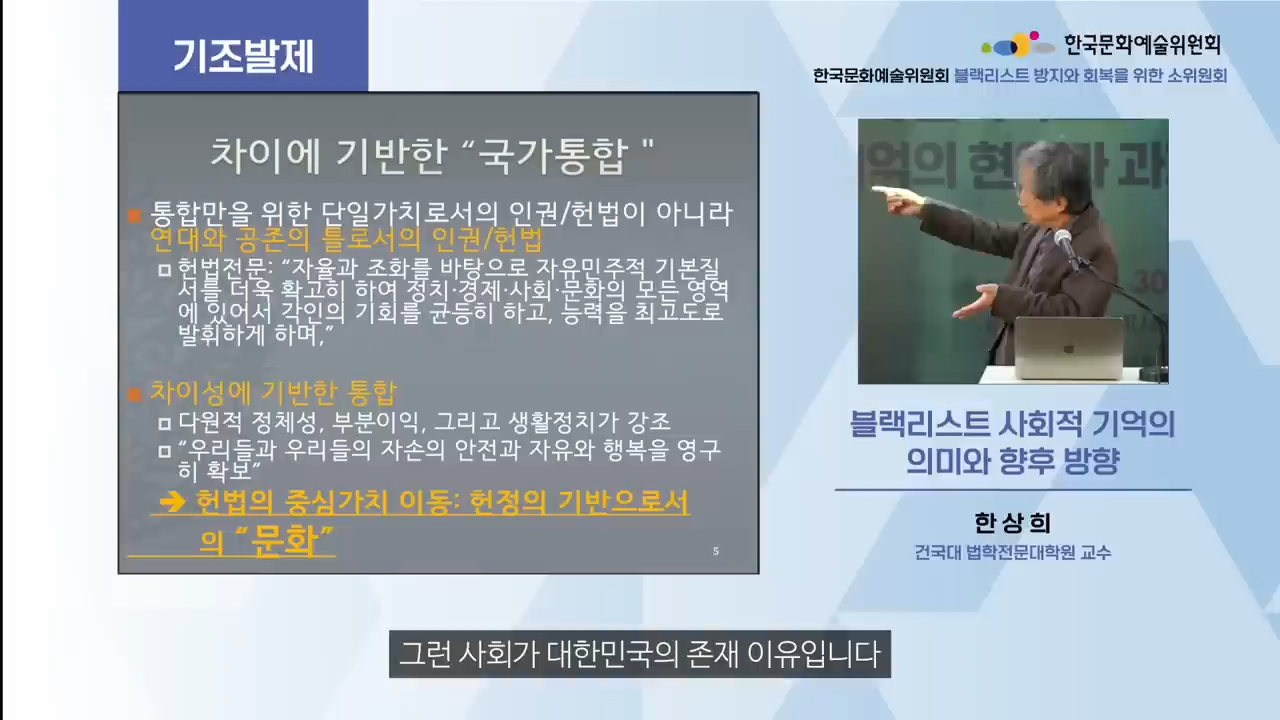 기조발제
한국문화예술위원회
한국문화예술위원회 블랙리스트 방지와 회복을 위한 소위원회
차이에 기반한 “국가통합 "
통합만을 위한 단일가치로서의 인권/헌법이 아니라
연대와 공존의 틀로서의 인권/헌법
헌법전문: “자율과 조화를 바탕으로 자유민주적 기본질
서를 더욱 확고히 하여 정치·경제·사회·문화의 모든 영역
에 있어서 각인의 기회를 균등히 하고, 능력을 최고도로
발휘하게 하며,”
차이성에 기반한 통합
다원적 정체성, 부분이익, 그리고 생활정치가 강조
“우리들과 우리들의 자손의 안전과 자유와 행복을 영구
히 확보”
➔ 헌법의 중심가치 이동: 헌정의 기반으로서
의 “문화”
5
억의 현
과 과
30
블랙리스트 사회적 기억의
의미와 향후 방향
한상희
건국대 법학전문대학원 교수
그런 사회가 대한민국의 존재 이유입니다